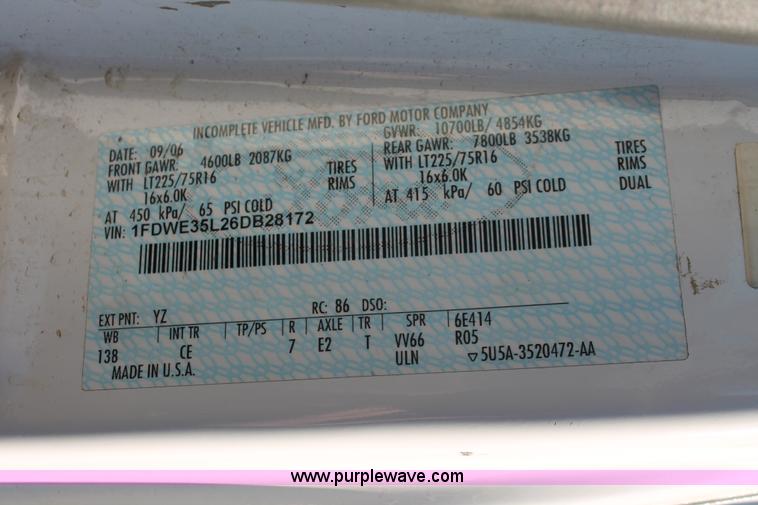 INCOMPLETE VEHICLE MFD. BY FORD MOTOR COMPANY
DATE: 09/06 GVWR: 10700LB/ 4854KG
FRONT GAWR: 4600LB 2087KG REAR GAWR: 7800LB 3538KG
WITH LT225/75R16 TIRES WITH LT225/75R16 TIRES
16x6.0K RIMS 16x6.0K RIMS
AT 450 kPa/ 65 PSI COLD AT 415 kPa/ 60 PSI COLD DUAL
VIN: 1FDWE35L26DB28172
EXT PNT: YZ RC: 86 DSO:
WB INT TR TP/PS R AXLE TR SPR 6E414
138 CE 7 E2 T VV66 R05
MADE IN U.S.A. ULN ▽5U5A-3520472-AA
www.purplewave.com